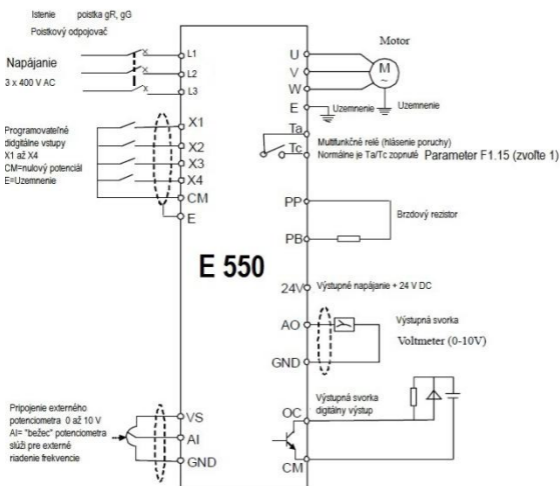 Istenie poistka gR, gG
Poistkový odpojovač
Napájanie
3 x 400 V AC
L1
L2
L3
Programovateľné
didgitálne vstupy
X1 až X4
CM=nulový potenciál
E=Uzemnenie
X1
X2
X3
X4
CM
E
E 550
Pripojenie externého
potenciometra 0 až 10 V
AI= "bežec" potenciometra
slúži pre externé
riadenie frekvencie
VS
AI
GND
U
V
W
E
Motor
M
~
Uzemnenie
Uzemnenie
Ta
Tc
Multifunkčné relé (hlásenie poruchy)
Normálne je Ta/Tc zopnuté Parameter F1.15 (zvoľte 1)
PP
PB
Brzdový rezistor
24V
Výstupné napájanie + 24 V DC
AO
GND
Výstupná svorka
Voltmeter (0-10V)
OC
CM
Výstupná svorka
digitálny výstup